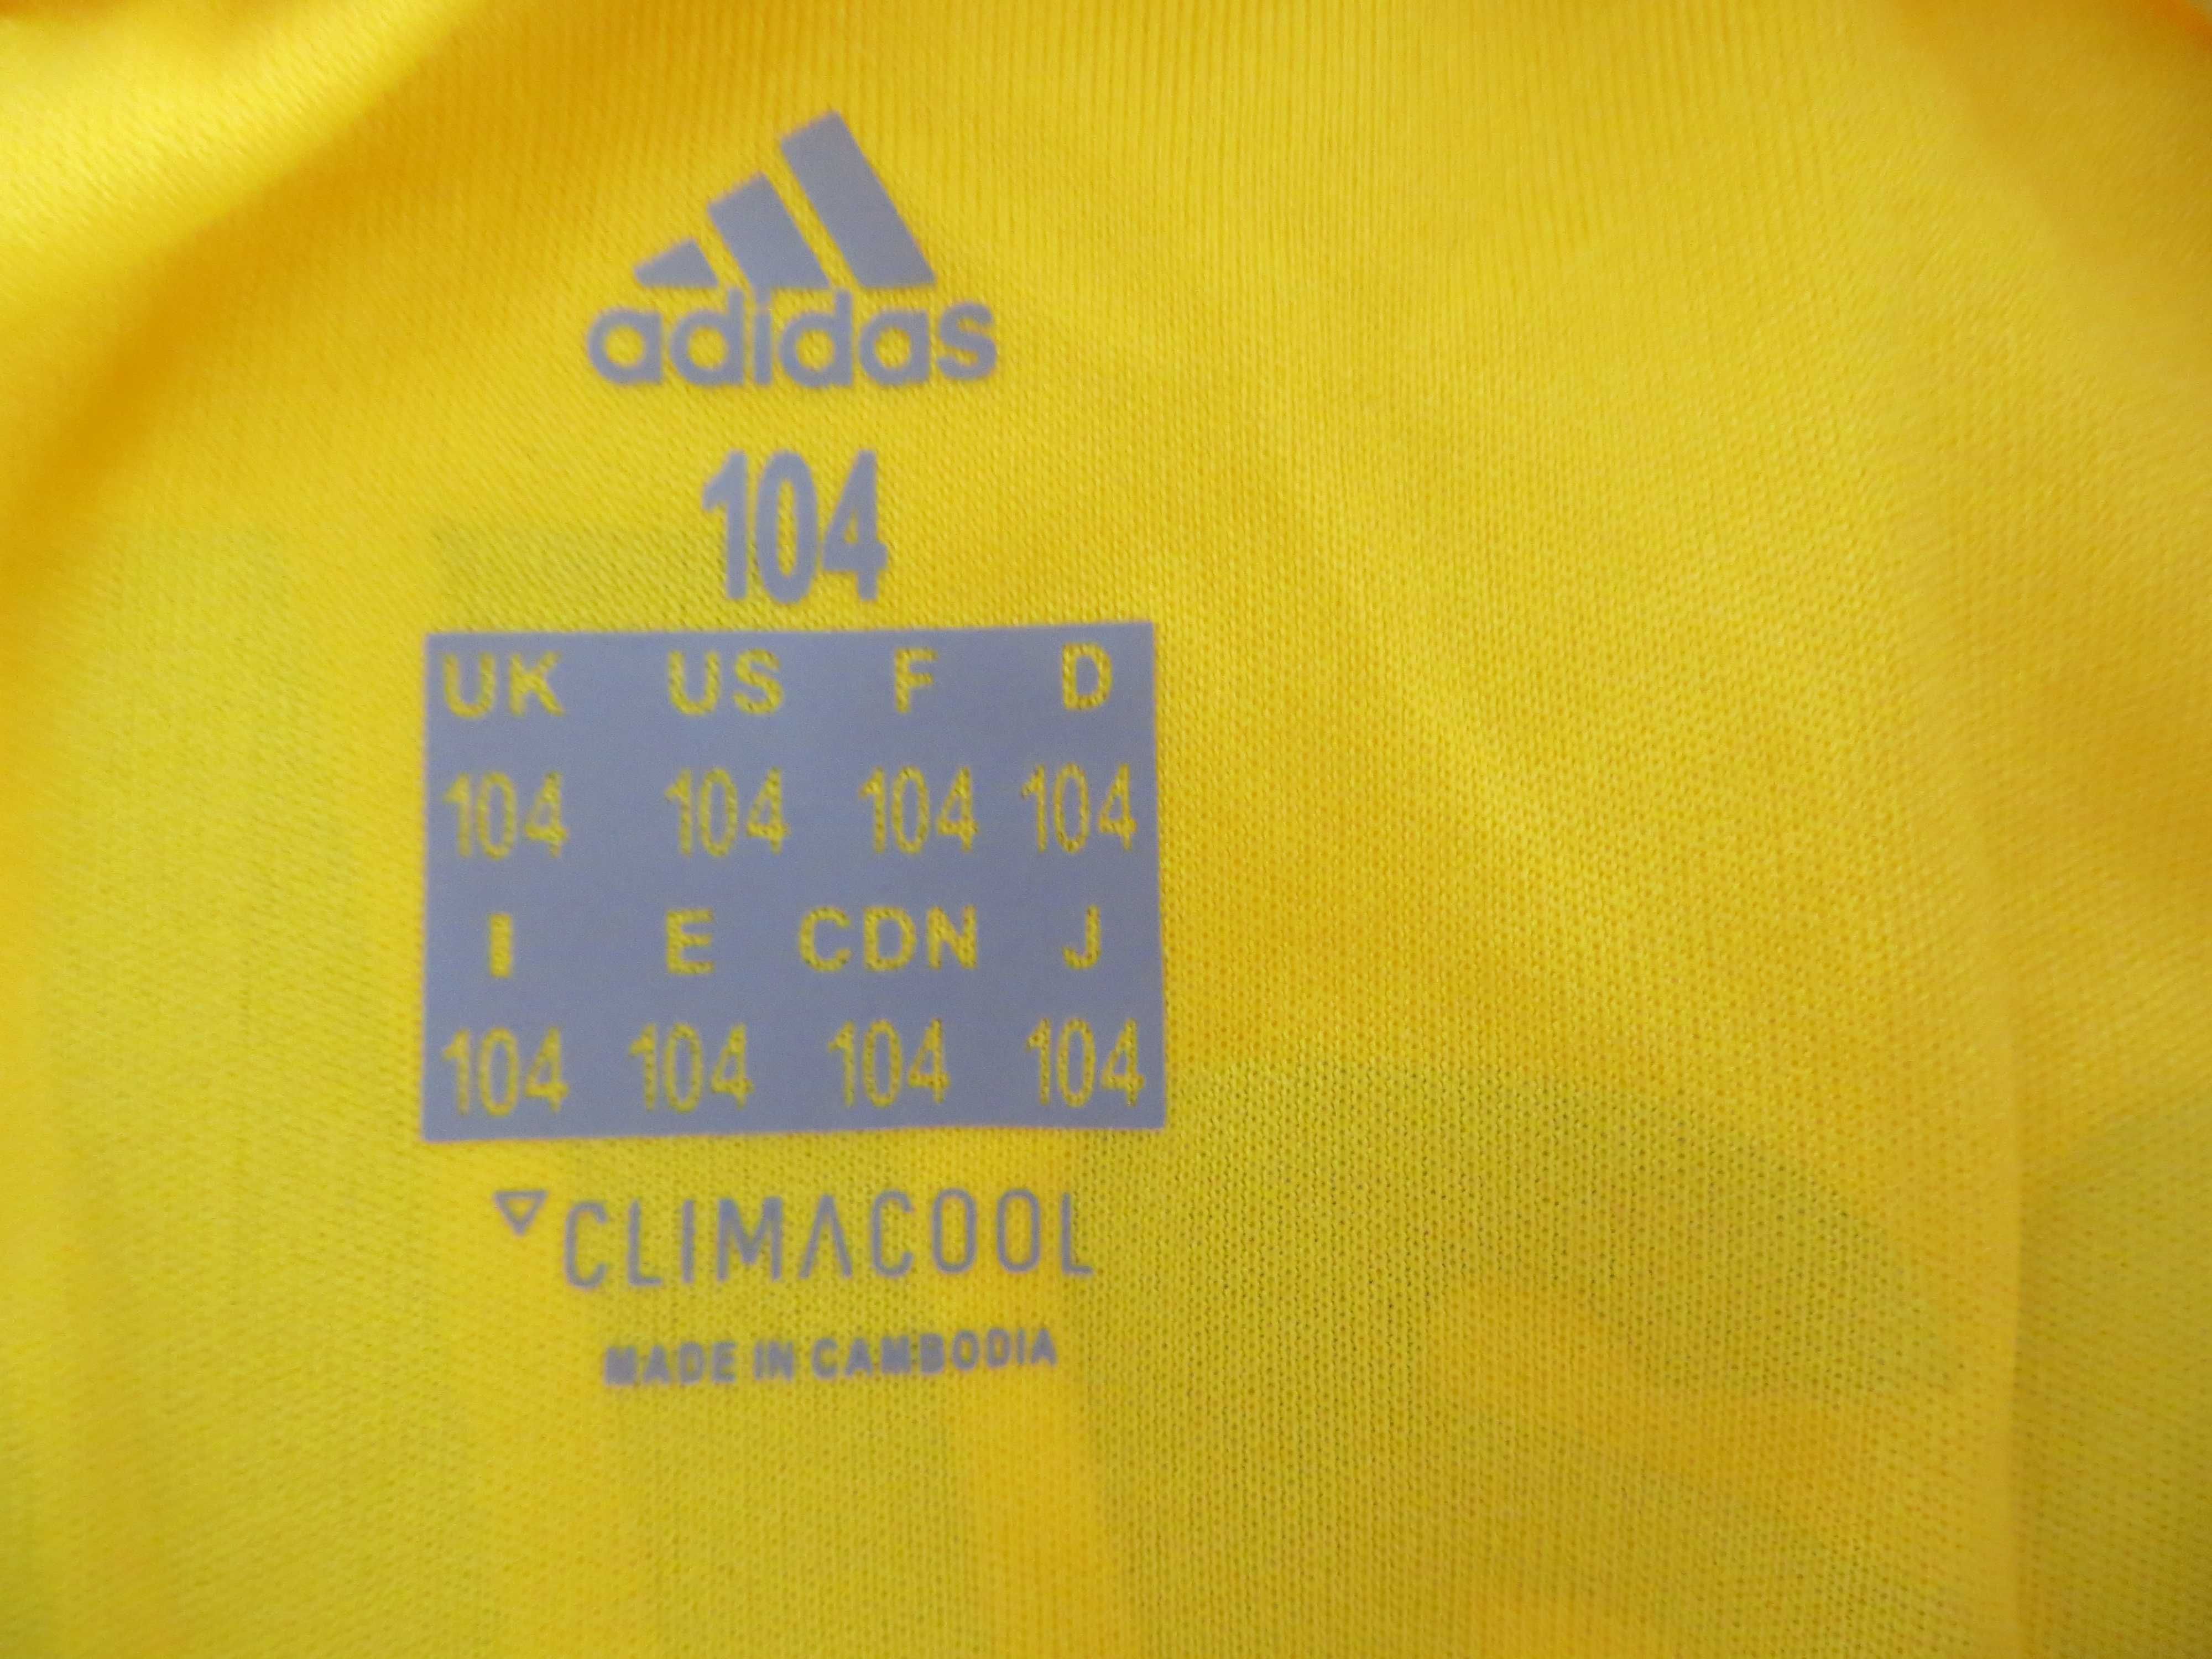 adidas
104
UK US F D
104 104 104 104
I E CDN J
104 104 104 104
CLIMACOOL
MADE IN CAMBODIA